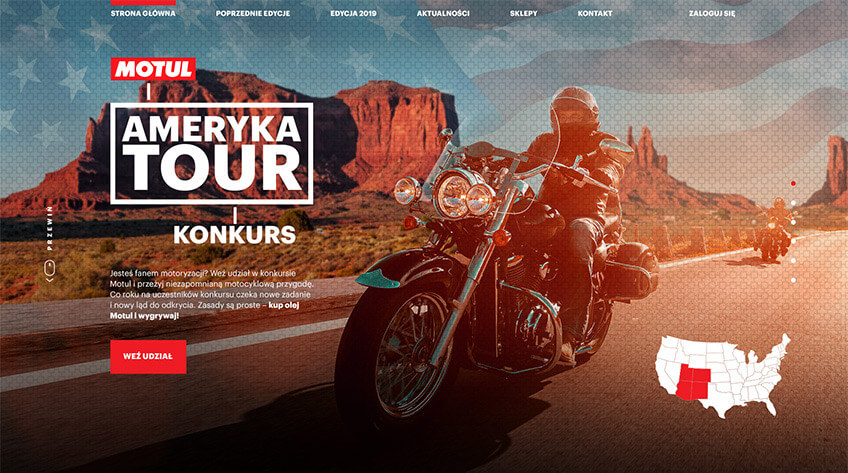 STRONA GŁÓWNA POPRZEDNIE EDYCJE EDYCJA 2019 AKTUALNOŚCI SKLEPY KONTAKT ZALOGUJ SIĘ
MOTUL
AMERYKA
TOUR
KONKURS
PRZEWIŃ
Jesteś fanem motoryzacji? Weź udział w konkursie
Motul i przeżyj niezapomnianą motocyklową przygodę.
Co roku na uczestników konkursu czeka nowe zadanie
i nowy ląd do odkrycia. Zasady są proste – kup olej
Motul i wygrywaj!
WEŹ UDZIAŁ